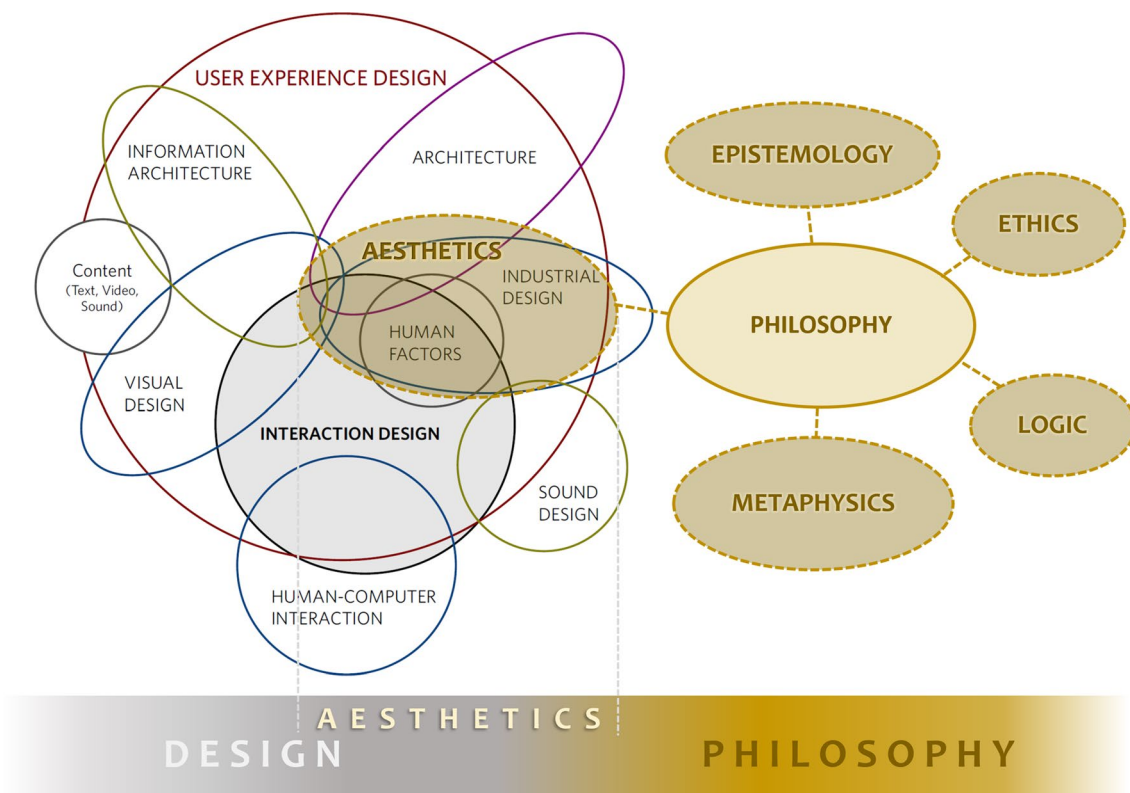 USER EXPERIENCE DESIGN
INFORMATION
ARCHITECTURE
ARCHITECTURE
Content
(Text, Video,
Sound)
AESTHETICS
INDUSTRIAL
DESIGN
HUMAN
FACTORS
VISUAL
DESIGN
INTERACTION DESIGN
SOUND
DESIGN
HUMAN-COMPUTER
INTERACTION
EPISTEMOLOGY
ETHICS
PHILOSOPHY
LOGIC
METAPHYSICS
AESTHETICS
DESIGN
PHILOSOPHY